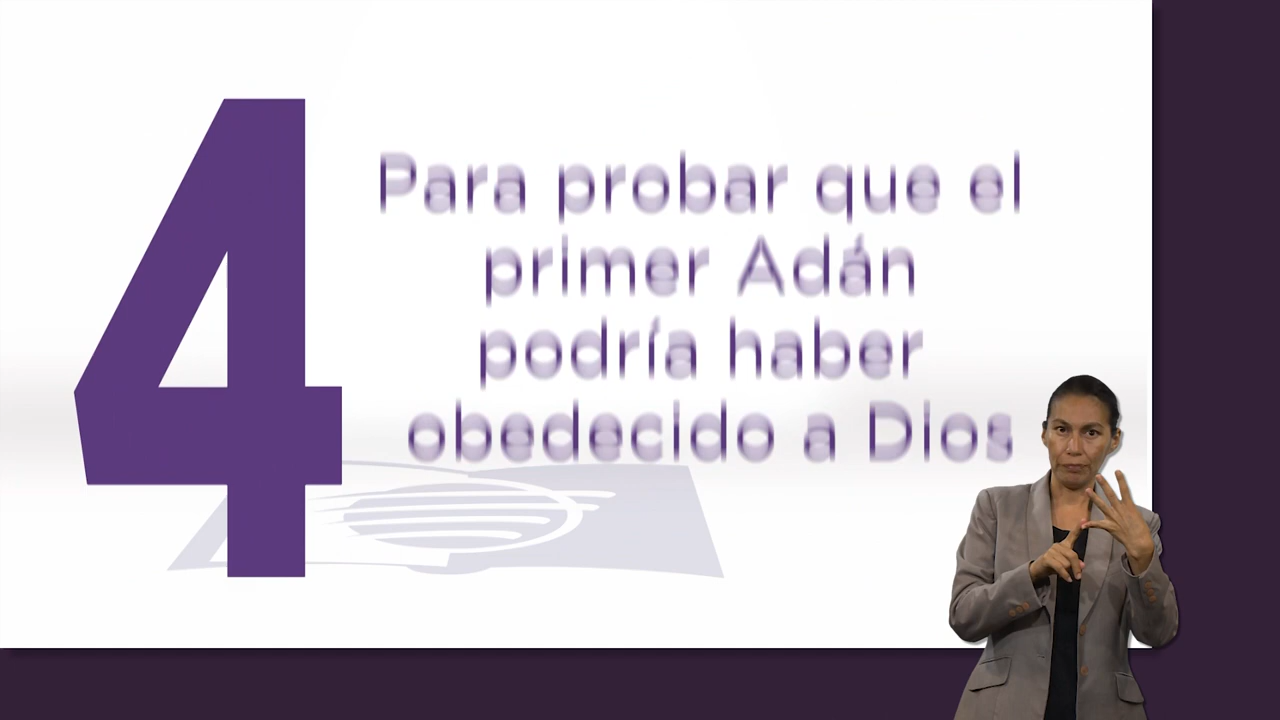 4
Para probar que el
primer Adán
podría haber
obedecido a Dios